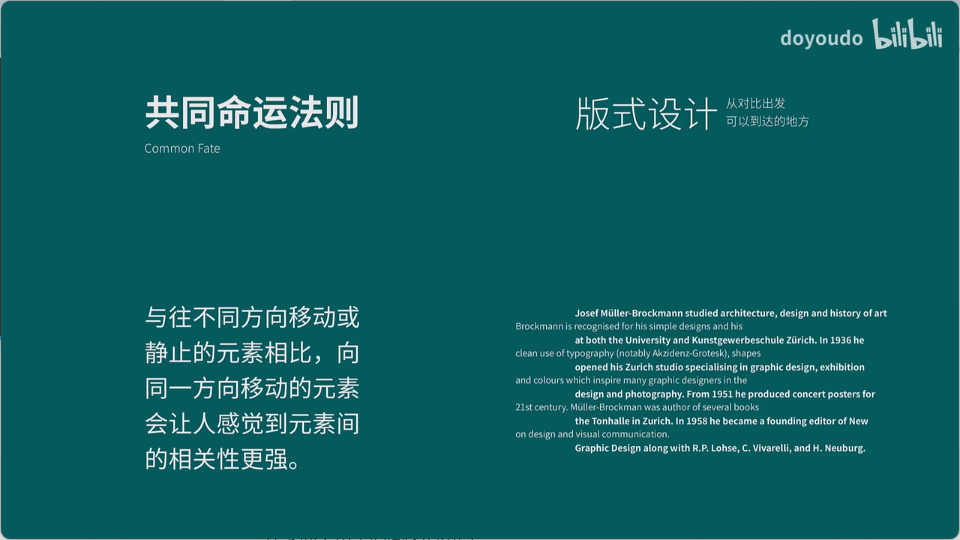 doyoudo bilibili
共同命运法则
Common Fate
与往不同方向移动或
静止的元素相比，向
同一方向移动的元素
会让人感觉到元素间
的相关性更强。
版式设计
从对比出发
可以到达的地方
Josef Müller-Brockmann studied architecture, design and history of art
Brockmann is recognised for his simple designs and his
at both the University and Kunstgewerbeschule Zürich. In 1936 he
clean use of typography (notably Akzidenz-Grotesk), shapes
opened his Zurich studio specialising in graphic design, exhibition
and colours which inspire many graphic designers in the
design and photography. From 1951 he produced concert posters for
21st century. Müller-Brockman was author of several books
the Tonhalle in Zurich. In 1958 he became a founding editor of New
on design and visual communication.
Graphic Design along with R.P. Lohse, C. Vivarelli, and H. Neuburg.